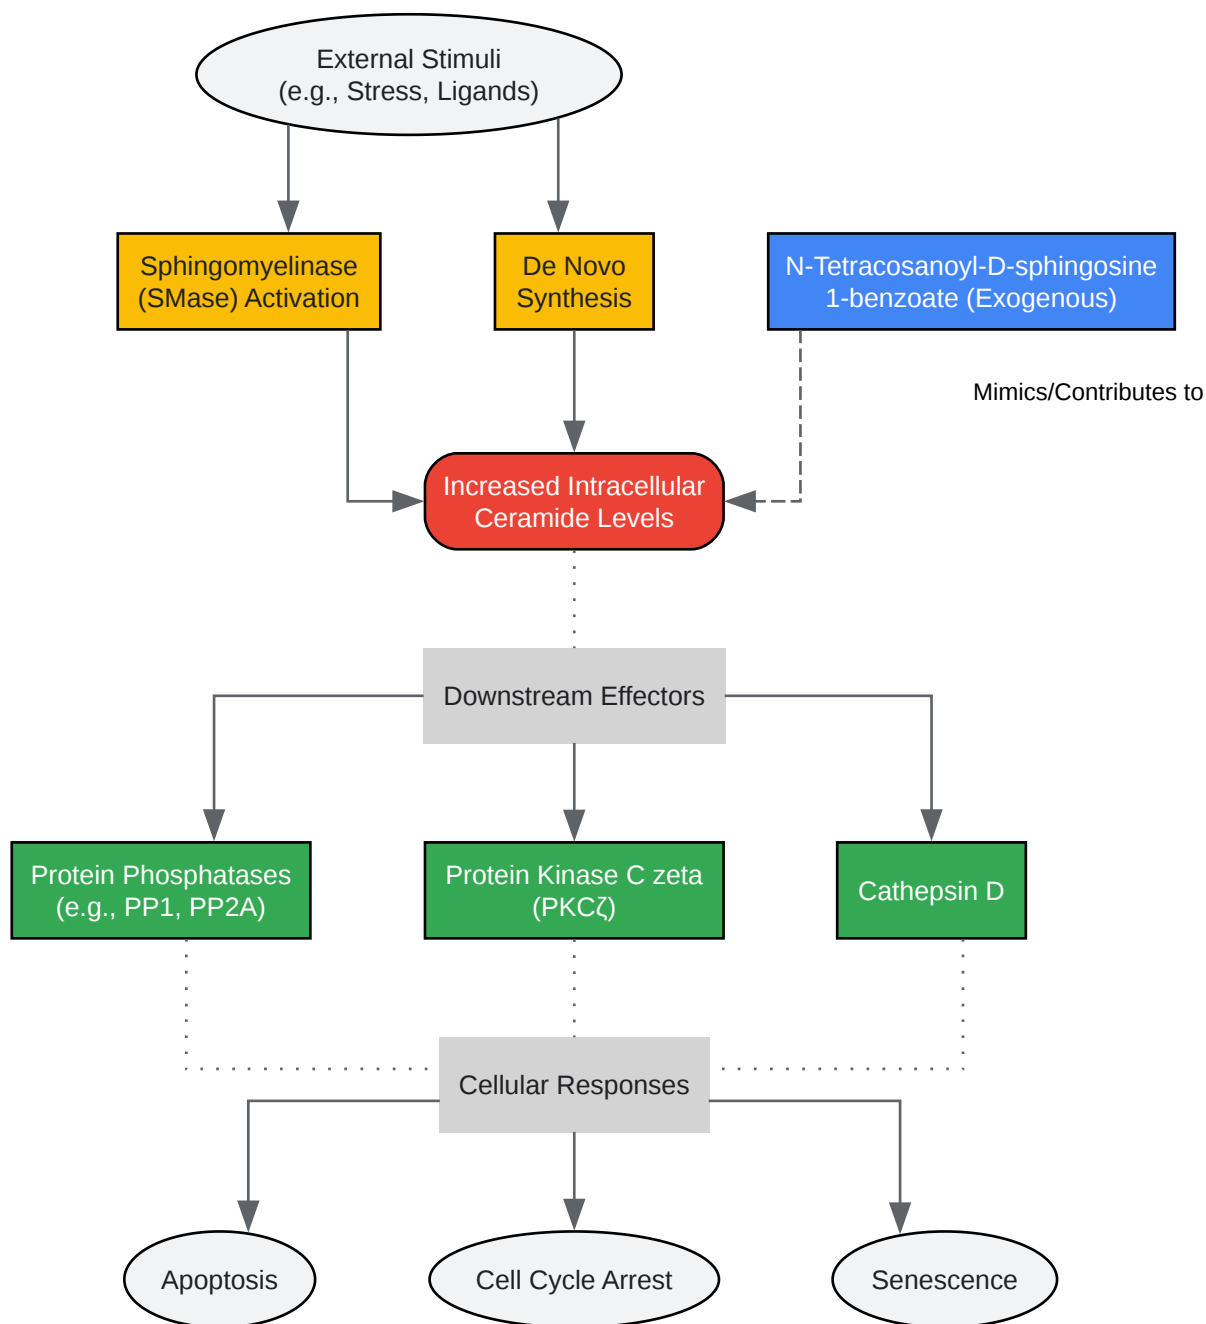 External Stimuli
(e.g., Stress, Ligands)
Sphingomyelinase
(SMase) Activation
De Novo
Synthesis
N-Tetracosanoyl-D-sphingosine
1-benzoate (Exogenous)
Mimics/Contributes to
Increased Intracellular
Ceramide Levels
Downstream Effectors
Protein Phosphatases
(e.g., PP1, PP2A)
Protein Kinase C zeta
(PKCζ)
Cathepsin D
Cellular Responses
Apoptosis
Cell Cycle Arrest
Senescence